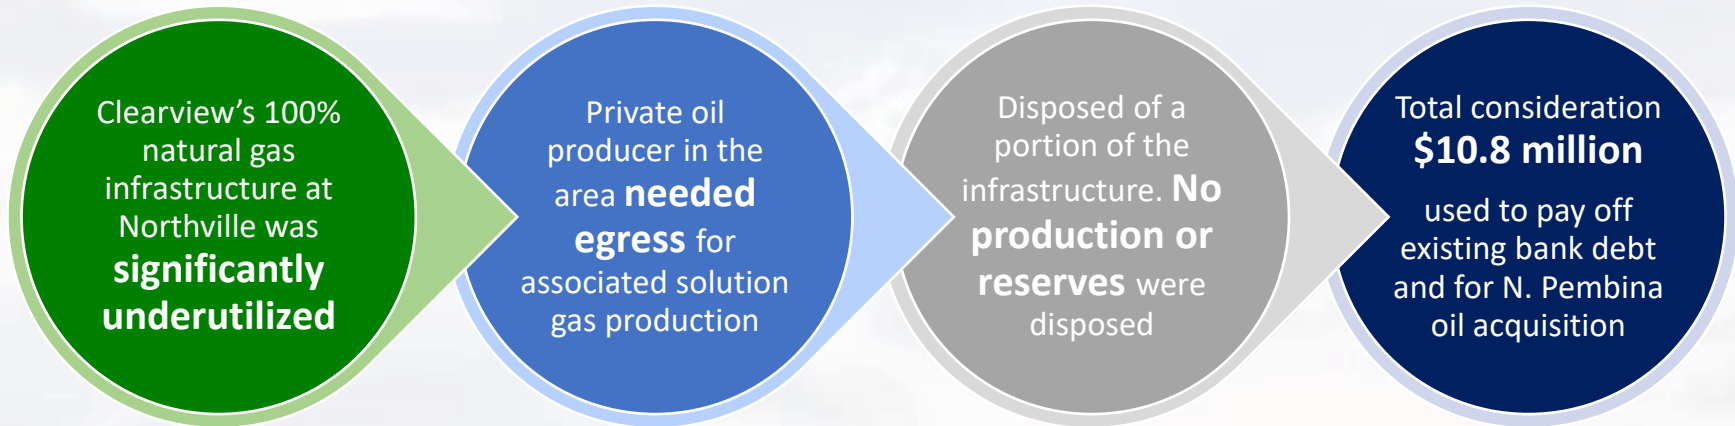 Clearview’s 100%
natural gas
infrastructure at
Northville was
significantly
underutilized
Private oil
producer in the
area needed
egress for
associated solution
gas production
Disposed of a
portion of the
infrastructure. No
production or
reserves were
disposed
Total consideration
$10.8 million
used to pay off
existing bank debt
and for N. Pembina
oil acquisition